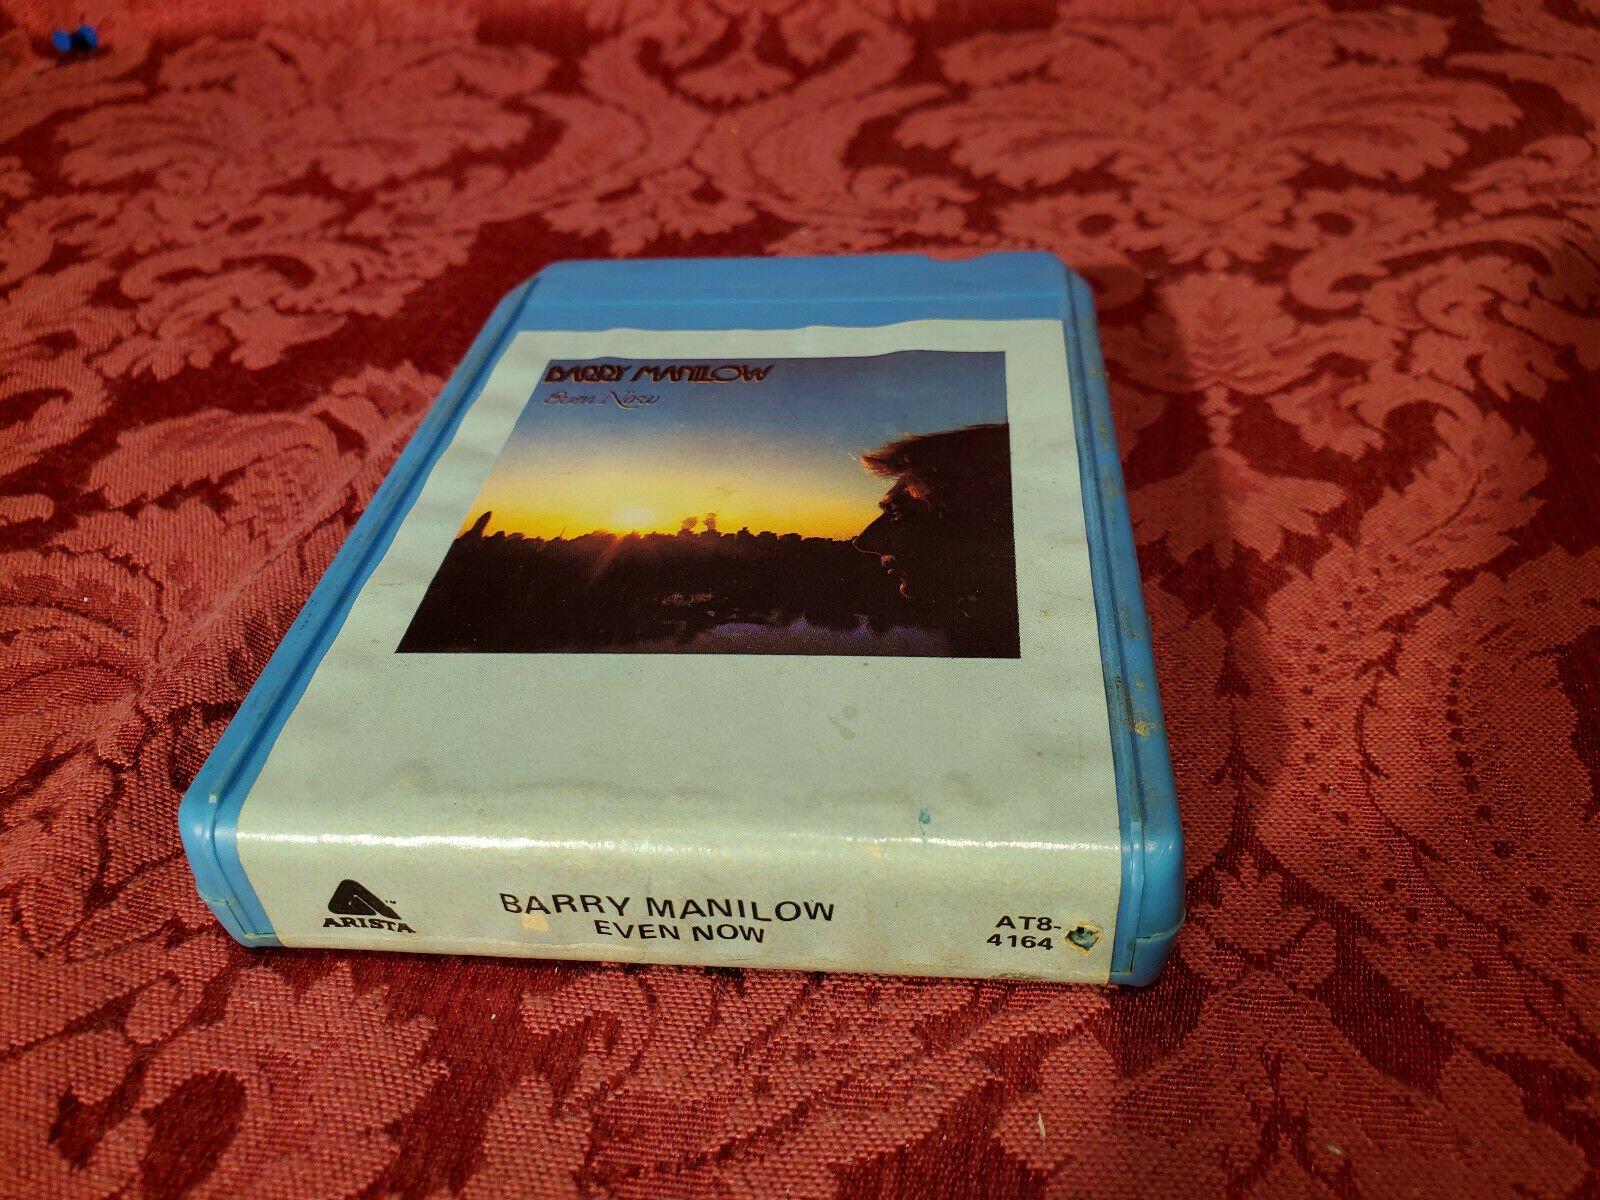 BARRY MANILOW
Even Now
ARISTA
BARRY MANILOW
EVEN NOW
AT8-
4164